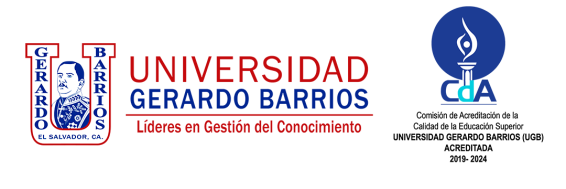 GERARDO
BARRIOS
EL SALVADOR, CA.
UNIVERSIDAD
GERARDO BARRIOS
Líderes en Gestión del Conocimiento
CdA
Comisión de Acreditación de la
Calidad de la Educación Superior
UNIVERSIDAD GERARDO BARRIOS (UGB)
ACREDITADA
2019- 2024